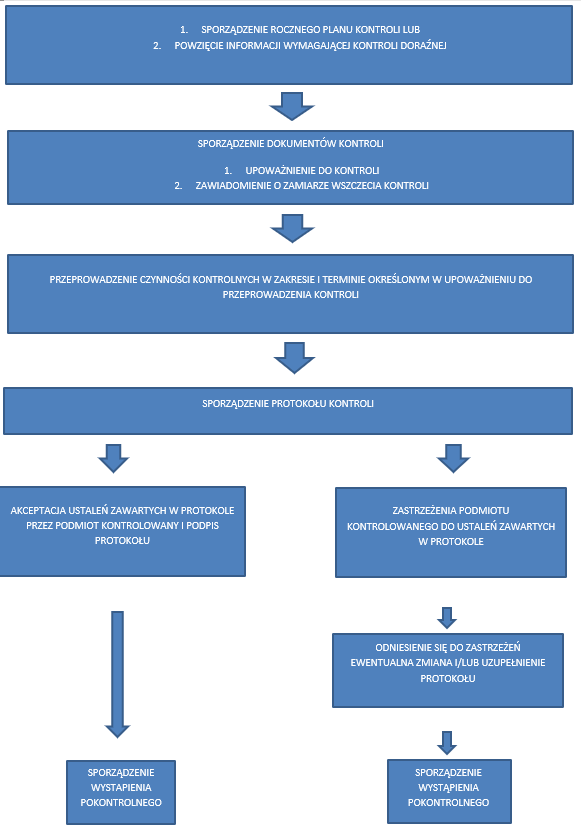 1. SPORZĄDZENIE ROCZNEGO PLANU KONTROLI LUB
2. POWZIĘCIE INFORMACJI WYMAGAJĄCEJ KONTROLI DORAŹNEJ
SPORZĄDZENIE DOKUMENTÓW KONTROLI
1. UPOWAŻNIENIE DO KONTROLI
2. ZAWIADOMIENIE O ZAMIARZE WSZCZECIA KONTROLI
PRZEPROWADZENIE CZYNNOŚCI KONTROLNYCH W ZAKRESIE I TERMINIE OKREŚLONYM W UPOWAŻNIENIU DO
PRZEPROWADZENIA KONTROLI
SPORZĄDZENIE PROTOKOŁU KONTROLI
AKCEPTACJA USTALEŃ ZAWARTYCH W PROTOKOLE
PRZEZ PODMIOT KONTROLOWANY I PODPIS
PROTOKOŁU
ZASTRZEŻENIA PODMIOTU
KONTROLOWANEGO DO USTALEŃ ZAWARTYCH
W PROTOKOLE
ODNIESIENIE SIĘ DO ZASTRZEŻEŃ
EWENTUALNA ZMIANA I/LUB UZUPEŁNIENIE
PROTOKOŁU
SPORZĄDZENIE
WYSTAPIENIA
POKONTROLNEGO
SPORZĄDZENIE
WYSTĄPIENIA
POKONTROLNEGO